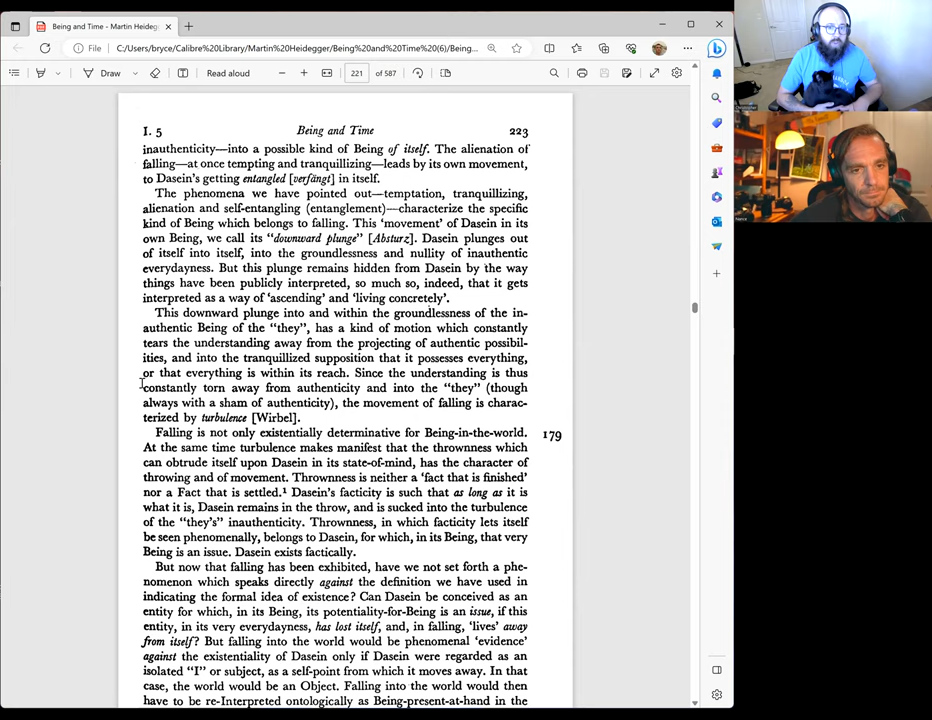 Being and Time - Martin Heideg
File
C:/Users/bryce/Calibre%20Library/Martin%20Heidegger/Being%20and%20Time%20(6)/Being...
Draw
Read aloud
221
of 587
I. 5
Being and Time
223
inauthenticity—into a possible kind of Being of itself. The alienation of
falling—at once tempting and tranquillizing—leads by its own movement,
to Dasein's getting entangled [verfängt] in itself.
The phenomena we have pointed out—temptation, tranquillizing,
alienation and self-entangling (entanglement)—characterize the specific
kind of Being which belongs to falling. This 'movement' of Dasein in its
own Being, we call its "downward plunge" [Absturz]. Dasein plunges out
of itself into itself, into the groundlessness and nullity of inauthentic
everydayness. But this plunge remains hidden from Dasein by the way
things have been publicly interpreted, so much so, indeed, that it gets
interpreted as a way of 'ascending' and 'living concretely'.
This downward plunge into and within the groundlessness of the in-
authentic Being of the "they", has a kind of motion which constantly
tears the understanding away from the projecting of authentic possibil-
ities, and into the tranquillized supposition that it possesses everything,
or that everything is within its reach. Since the understanding is thus
constantly torn away from authenticity and into the "they" (though
always with a sham of authenticity), the movement of falling is charac-
terized by turbulence [Wirbel].
Falling is not only existentially determinative for Being-in-the-world.
179
At the same time turbulence makes manifest that the thrownness which
can obtrude itself upon Dasein in its state-of-mind, has the character of
throwing and of movement. Thrownness is neither a 'fact that is finished'
nor a Fact that is settled.¹ Dasein's facticity is such that as long as it is
what it is, Dasein remains in the throw, and is sucked into the turbulence
of the "they's" inauthenticity. Thrownness, in which facticity lets itself
be seen phenomenally, belongs to Dasein, for which, in its Being, that very
Being is an issue. Dasein exists factically.
But now that falling has been exhibited, have we not set forth a phe-
nomenon which speaks directly against the definition we have used in
indicating the formal idea of existence? Can Dasein be conceived as an
entity for which, in its Being, its potentiality-for-Being is an issue, if this
entity, in its very everydayness, has lost itself, and, in falling, 'lives' away
from itself? But falling into the world would be phenomenal 'evidence'
against the existentiality of Dasein only if Dasein were regarded as an
isolated "I" or subject, as a self-point from which it moves away. In that
case, the world would be an Object. Falling into the world would then
have to be re-Interpreted ontologically as Being-present-at-hand in the